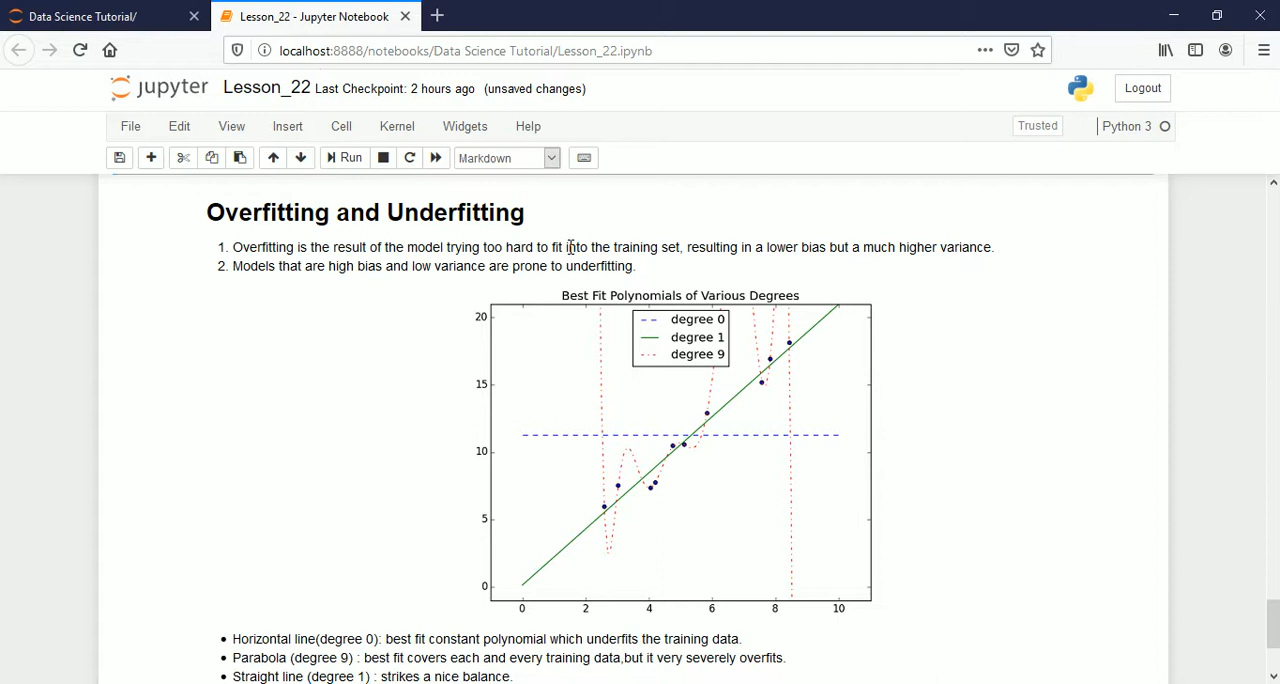 Data Science Tutorial/
Lesson_22 - Jupyter Notebook
localhost:8888/notebooks/Data Science Tutorial/Lesson_22.ipynb
jupyter Lesson_22 Last Checkpoint: 2 hours ago (unsaved changes)
Logout
File Edit View Insert Cell Kernel Widgets Help
Trusted
Python 3
Run
Markdown
Overfitting and Underfitting
1. Overfitting is the result of the model trying too hard to fit into the training set, resulting in a lower bias but a much higher variance.
2. Models that are high bias and low variance are prone to underfitting.
Best Fit Polynomials of Various Degrees
degree 0
degree 1
degree 9
20
15
10
5
0
0 2 4 6 8 10
• Horizontal line(degree 0): best fit constant polynomial which underfits the training data.
• Parabola (degree 9) : best fit covers each and every training data,but it very severely overfits.
• Straight line (degree 1) : strikes a nice balance.